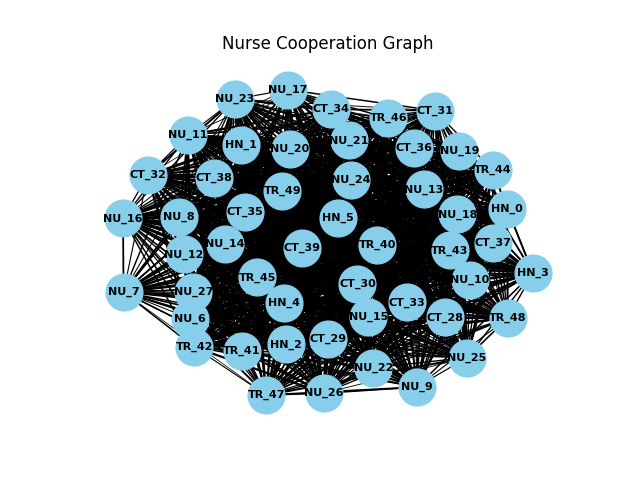 Nurse Cooperation Graph
NU_17
NU_23
CT_34
CT_31
TR_46
NU_11
NU_21
HN_1
NU_20
CT_36
NU_19
TR_44
CT_32
CT_38
NU_24
TR_49
NU_13
HN_0
CT_35
NU_18
NU_16
NU_8
HN_5
NU_14
CT_37
TR_40
CT_39
TR_43
NU_12
HN_3
TR_45
NU_10
CT_30
NU_7
NU_27
HN_4
CT_33
NU_15
CT_28
TR_48
NU_6
CT_29
HN_2
TR_42
TR_41
NU_25
NU_22
NU_9
NU_26
TR_47